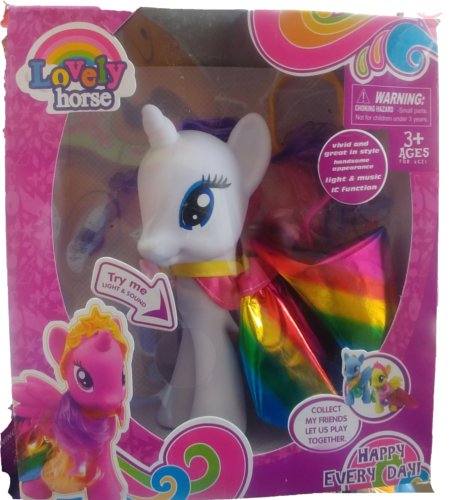 Lovely
horse
WARNING:
CHOKING HAZARD -Small parts.
Not for children under 3 years.
3+
AGES
vivid and
great in style
handsome
appearance
light & music
IC function
Try me
LIGHT & SOUND
COLLECT
MY FRIENDS
LET US PLAY
TOGETHER.
HAPPY
EVERY DAY!